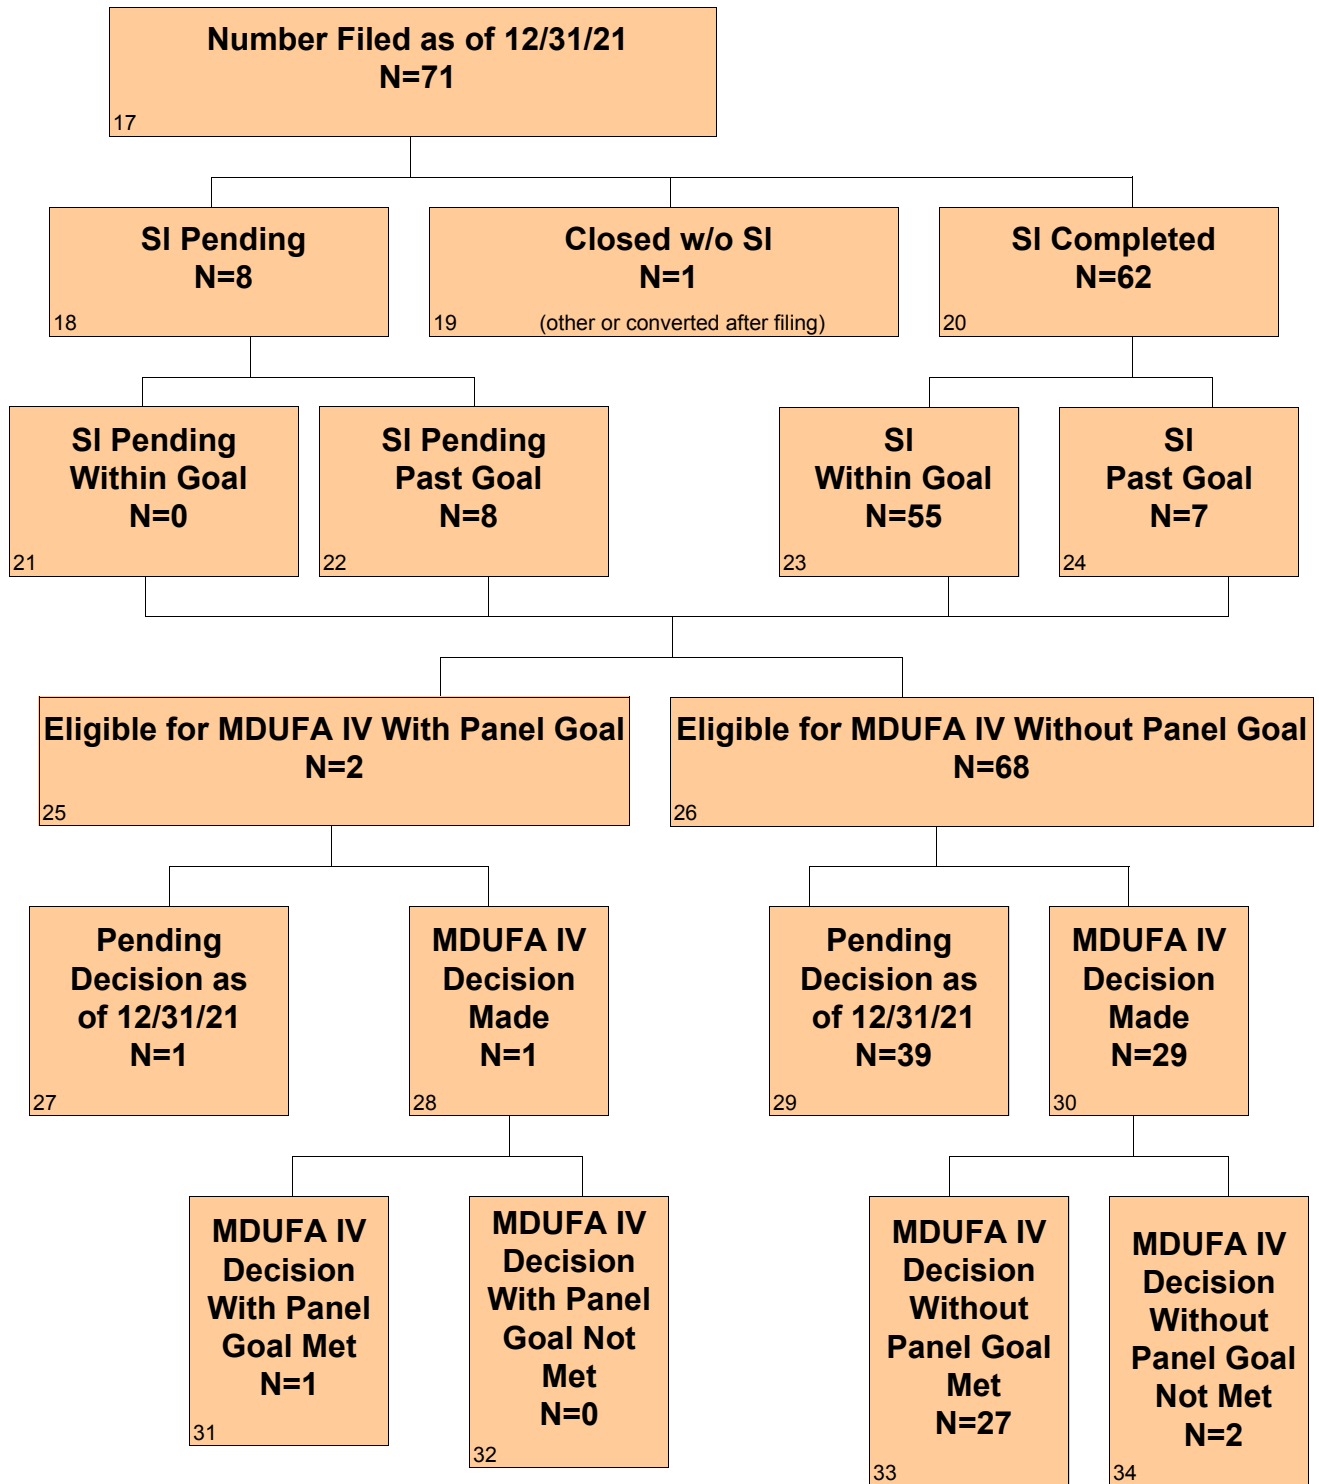 Number Filed as of 12/31/21
N=71
17
SI Pending
N=8
18
Closed w/o SI
N=1
19 (other or converted after filing)
SI Completed
N=62
20
SI Pending
Within Goal
N=0
21
SI Pending
Past Goal
N=8
22
SI
Within Goal
N=55
23
SI
Past Goal
N=7
24
Eligible for MDUFA IV With Panel Goal
N=2
25
Eligible for MDUFA IV Without Panel Goal
N=68
26
Pending
Decision as
of 12/31/21
N=1
27
MDUFA IV
Decision
Made
N=1
28
Pending
Decision as
of 12/31/21
N=39
29
MDUFA IV
Decision
Made
N=29
30
MDUFA IV
Decision
With Panel
Goal Met
N=1
31
MDUFA IV
Decision
With Panel
Goal Not
Met
N=0
32
MDUFA IV
Decision
Without
Panel Goal
Met
N=27
33
MDUFA IV
Decision
Without
Panel Goal
Not Met
N=2
34